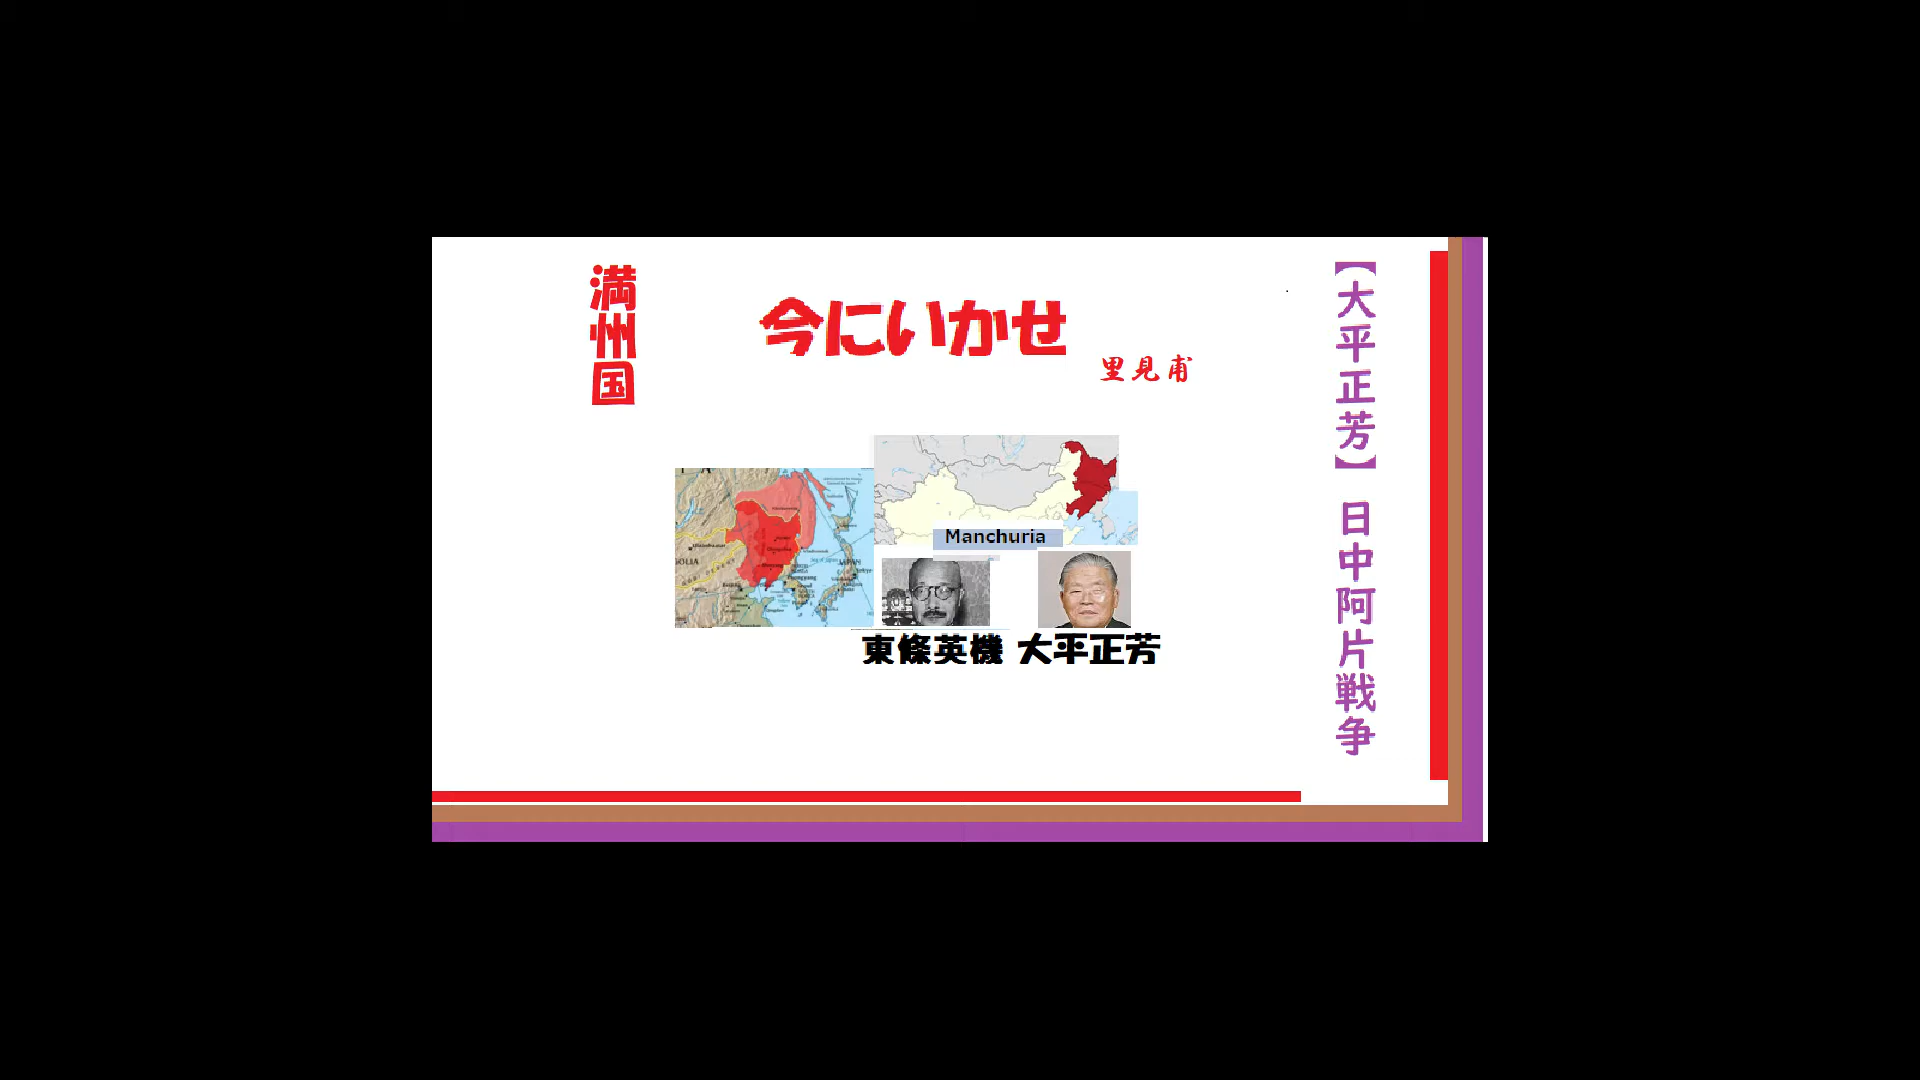 満州国
今にいかせ
里見甫
【大平正芳】 日中阿片戦争
Manchuria
東條英機 大平正芳